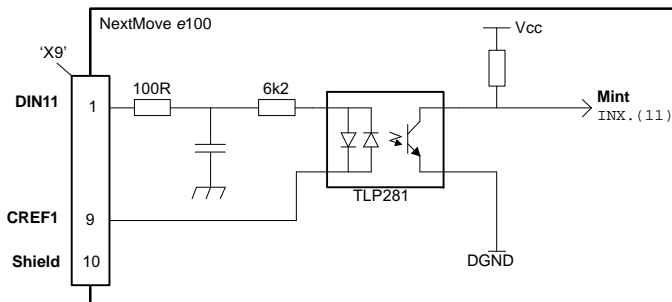 NextMove e100
'X9'
Vcc
100R
6k2
DIN11
1
Mint
INX.(11)
TLP281
CREF1
9
Shield
10
DGND